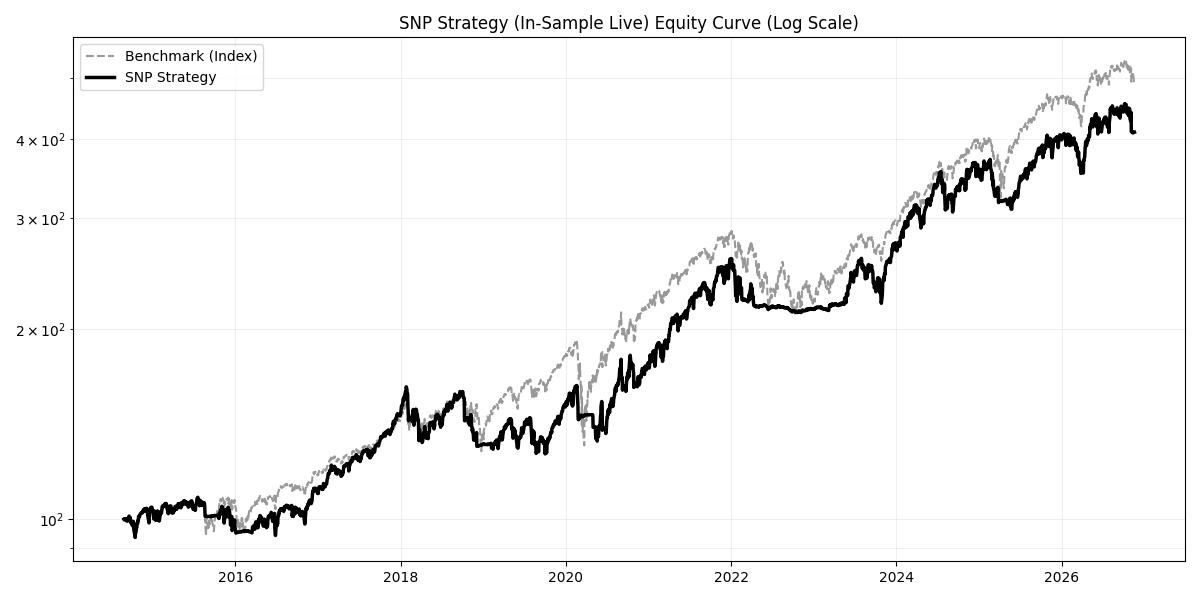 SNP Strategy (In-Sample Live) Equity Curve (Log Scale)
Benchmark (Index)
SNP Strategy
4 × 10²
3 × 10²
2 × 10²
10²
2016 2018 2020 2022 2024 2026